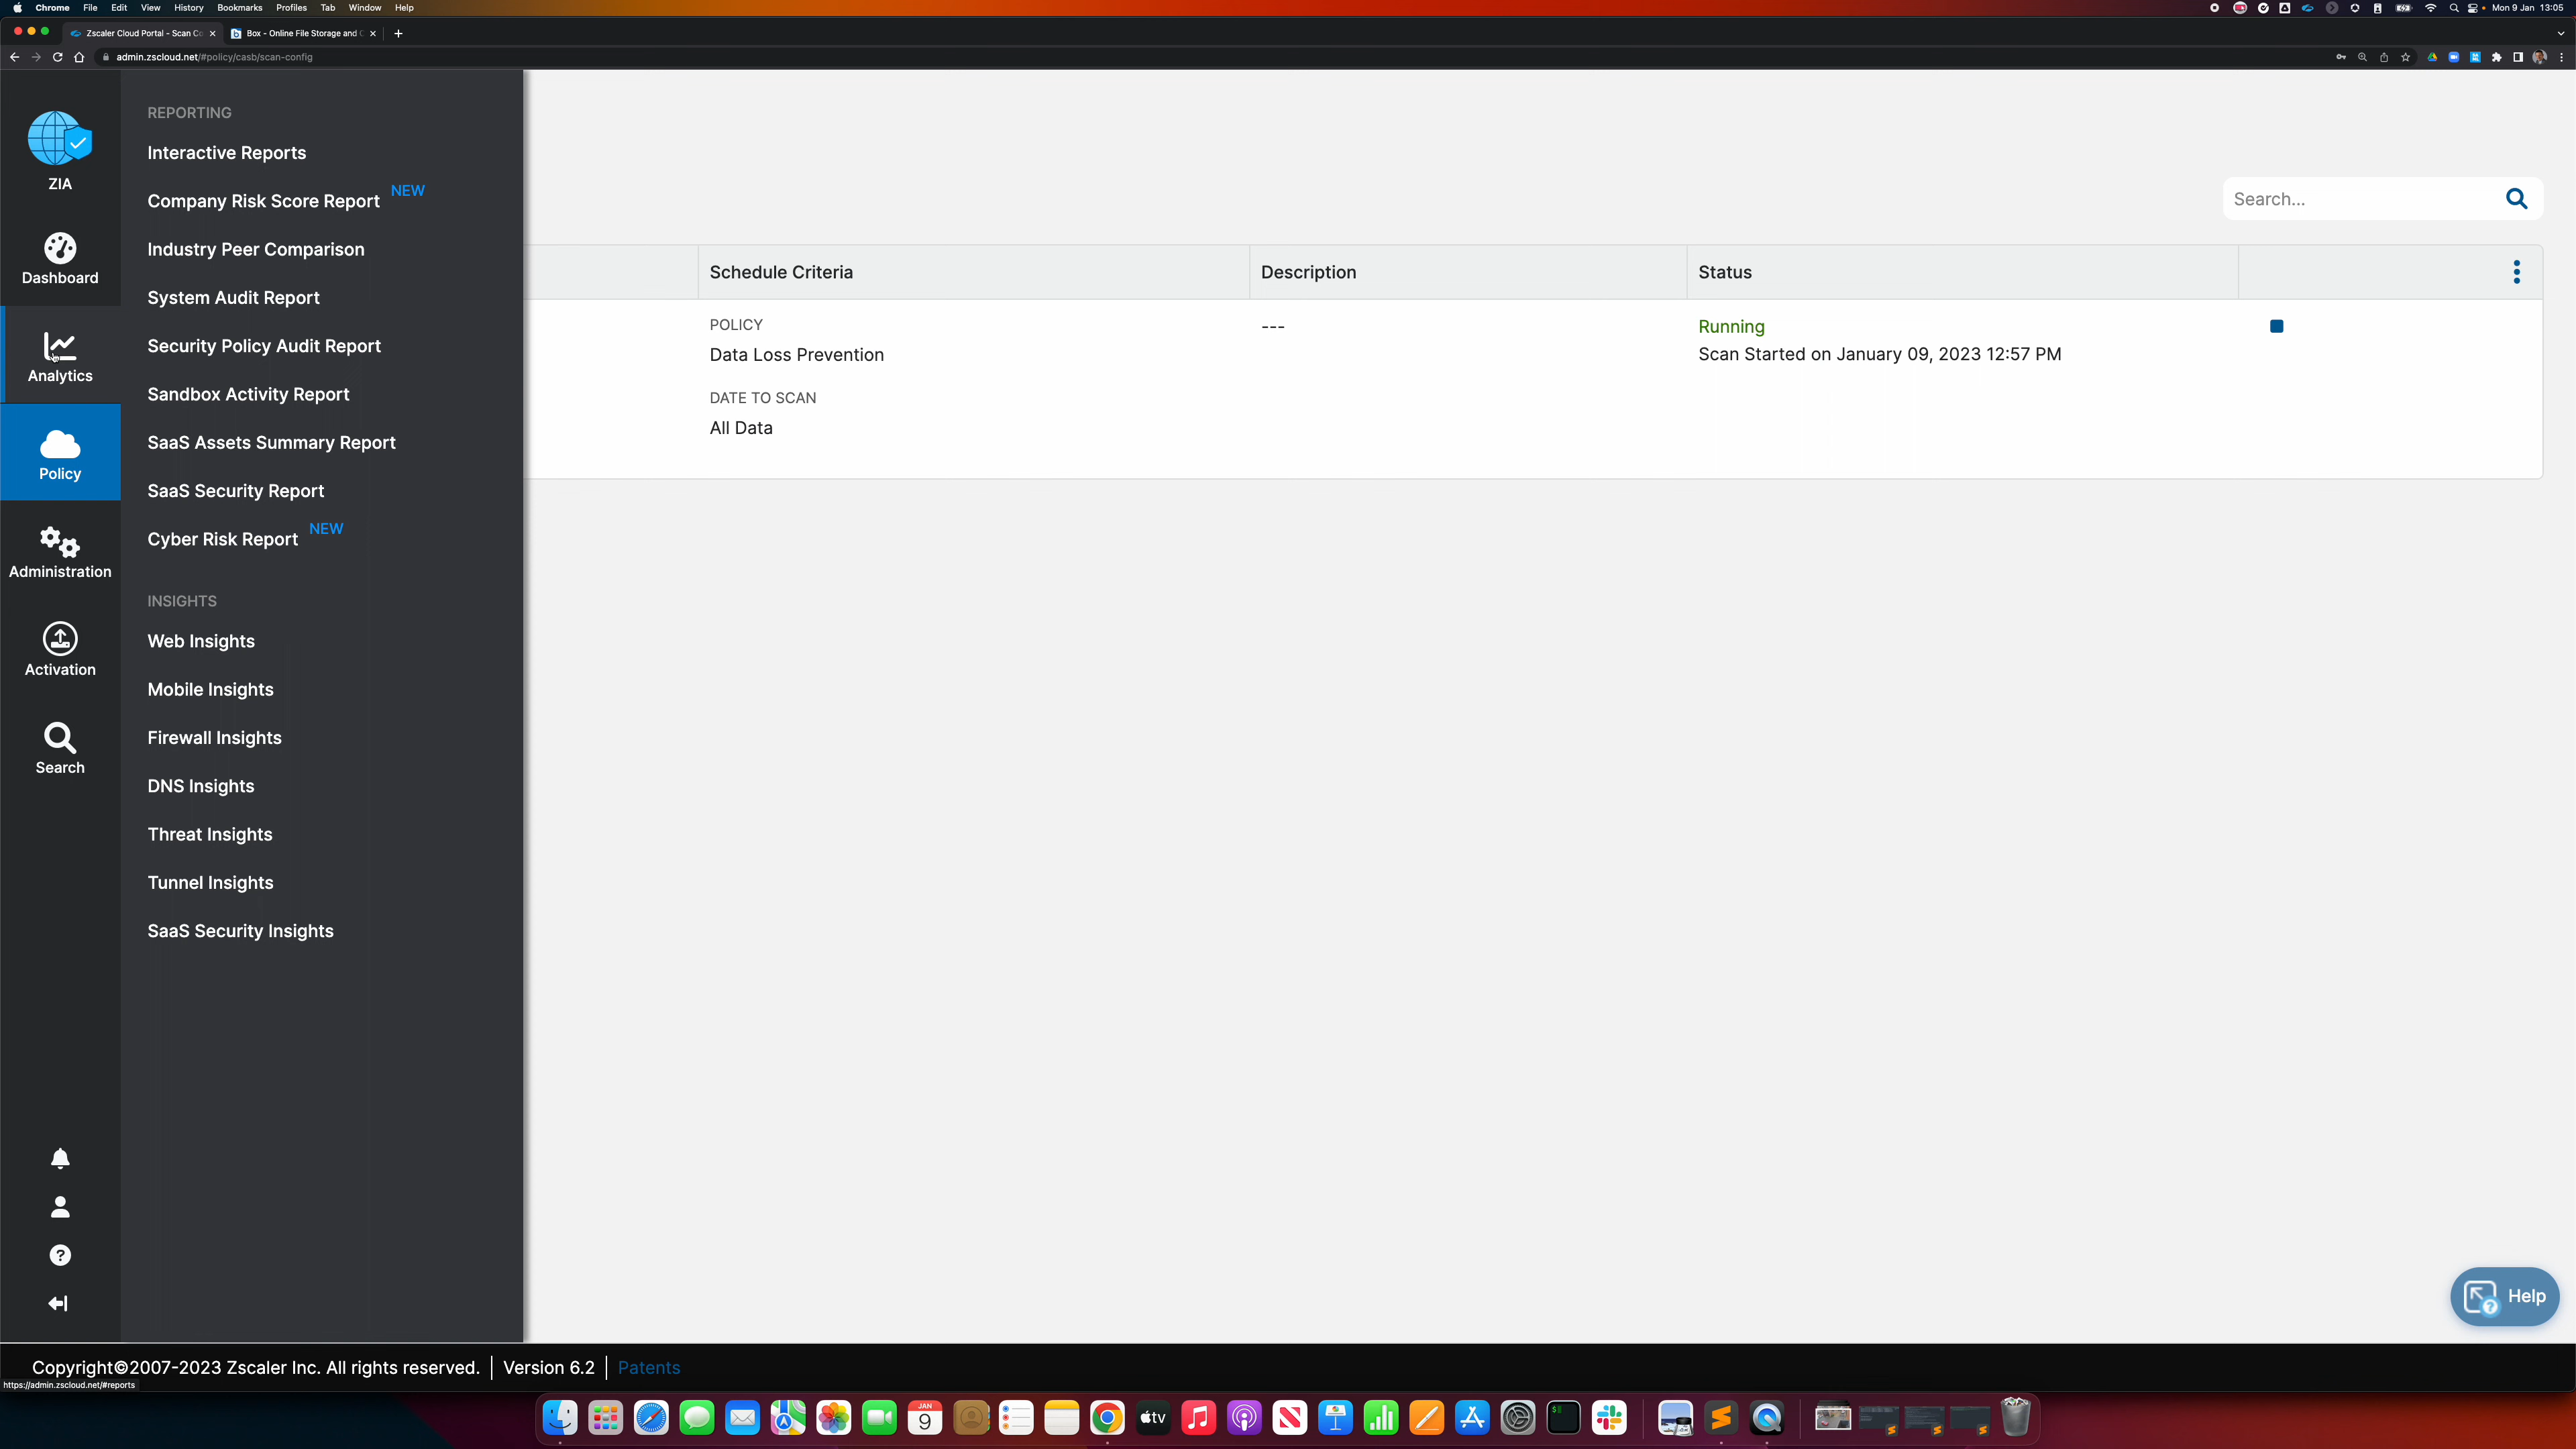 Chrome File Edit View History Bookmarks Profiles Tab Window Help
Mon 9 Jan 13:05
Zscaler Cloud Portal - Scan Co
Box - Online File Storage and
admin.zscloud.net/#policy/casb/scan-config
ZIA
Dashboard
Analytics
Policy
Administration
Activation
Search
REPORTING
Interactive Reports
Company Risk Score Report NEW
Industry Peer Comparison
System Audit Report
Security Policy Audit Report
Sandbox Activity Report
SaaS Assets Summary Report
SaaS Security Report
Cyber Risk Report NEW
INSIGHTS
Web Insights
Mobile Insights
Firewall Insights
DNS Insights
Threat Insights
Tunnel Insights
SaaS Security Insights
Search...
Schedule Criteria Description Status
POLICY
Data Loss Prevention
DATE TO SCAN
All Data
---
Running
Scan Started on January 09, 2023 12:57 PM
Help
Copyright©2007-2023 Zscaler Inc. All rights reserved. | Version 6.2 | Patents
https://admin.zscloud.net/#reports
JAN
9
tv